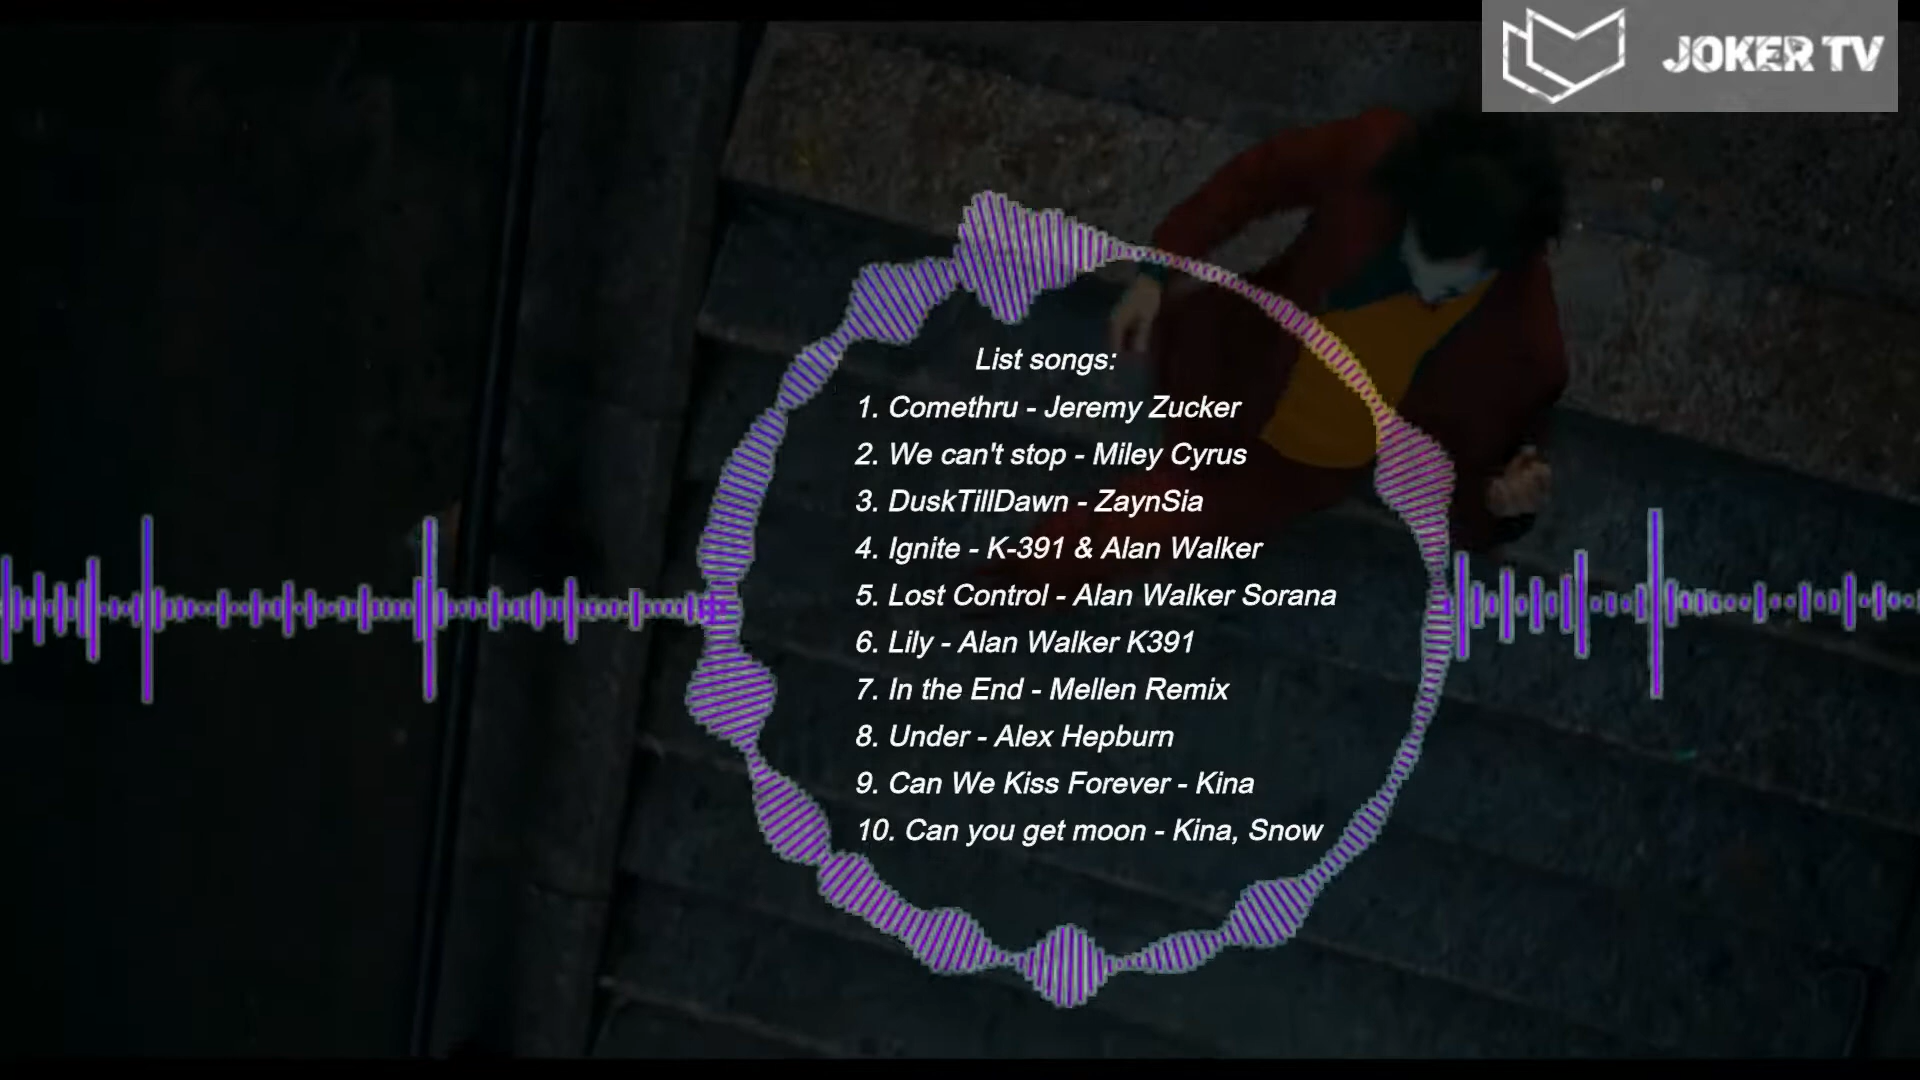 JOKER TV
List songs:
1. Comethru - Jeremy Zucker
2. We can't stop - Miley Cyrus
3. DuskTillDawn - ZaynSia
4. Ignite - K-391 & Alan Walker
5. Lost Control - Alan Walker Sorana
6. Lily - Alan Walker K391
7. In the End - Mellen Remix
8. Under - Alex Hepburn
9. Can We Kiss Forever - Kina
10. Can you get moon - Kina, Snow